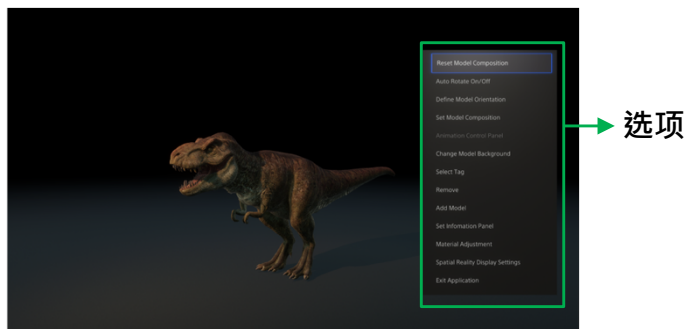 Reset Model Composition
Auto Rotate On/Off
Define Model Orientation
Set Model Composition
Animation Control Panel
Change Model Background
Select Tag
Remove
Add Model
Set Infomation Panel
Material Adjustment
Spatial Reality Display Settings
Exit Application
选项